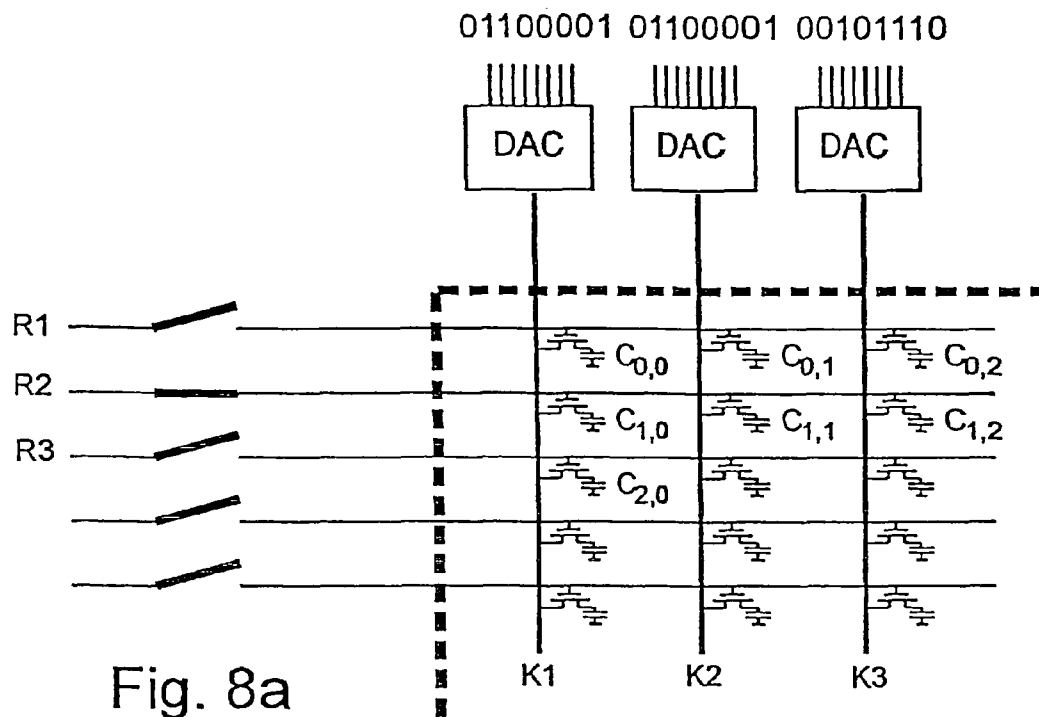 01100001 01100001 00101110
DAC DAC DAC
R1
C0,0 C0,1 C0,2
R2
C1,0 C1,1 C1,2
R3
C2,0
K1 K2 K3
Fig. 8a